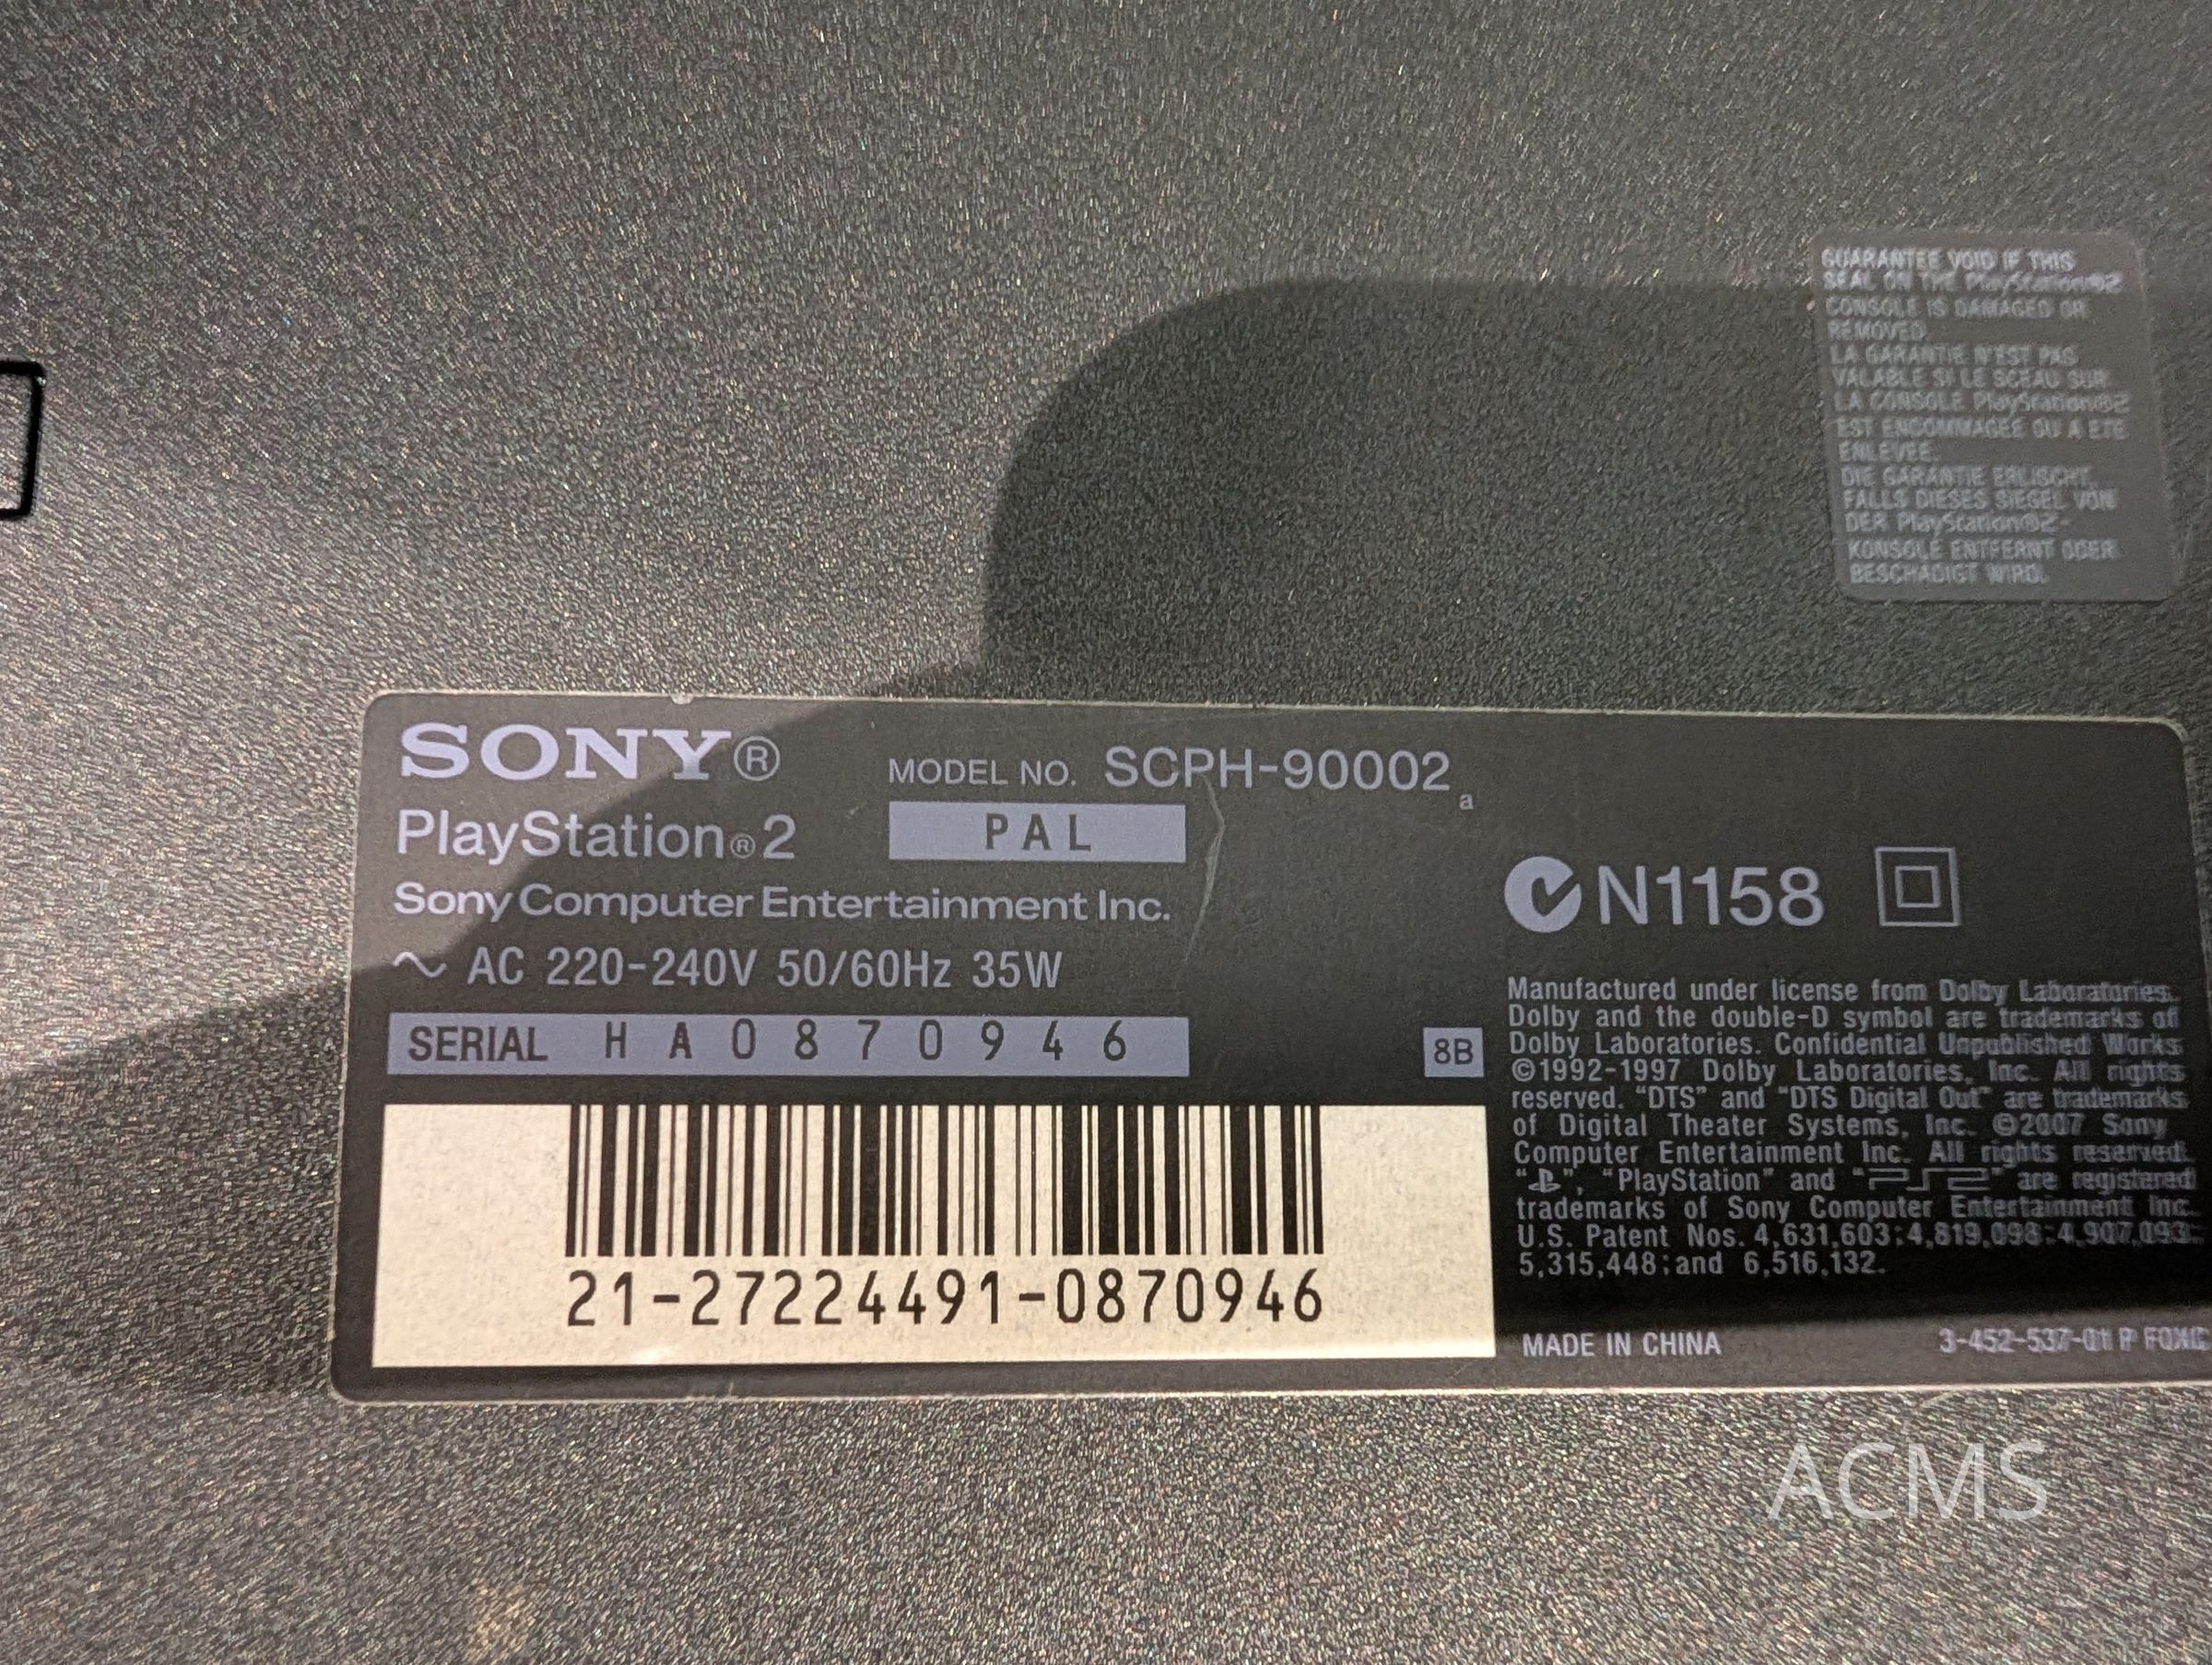 GUARANTEE VOID IF THIS
SEAL ON THE PlayStation®2
CONSOLE IS DAMAGED OR
REMOVED.
LA GARANTIE N'EST PAS
VALABLE SI LE SCEAU SUR
LA CONSOLE PlayStation®2
EST ENDOMMAGEE OU A ETE
ENLEVEE.
DIE GARANTIE ERLISCHT,
FALLS DIESES SIEGEL VON
DER PlayStation®2-
KONSOLE ENTFERNT ODER
BESCHADIGT WIRD.
SONY®
MODEL NO. SCPH-90002 a
PlayStation®2
PAL
Sony Computer Entertainment Inc.
~ AC 220-240V 50/60Hz 35W
SERIAL HA0870946
8B
21-27224491-0870946
N1158
Manufactured under license from Dolby Laboratories.
Dolby and the double-D symbol are trademarks of
Dolby Laboratories. Confidential Unpublished Works
©1992-1997 Dolby Laboratories, Inc. All rights
reserved. “DTS” and “DTS Digital Out” are trademarks
of Digital Theater Systems, Inc. ©2007 Sony
Computer Entertainment Inc. All rights reserved.
“PS”, “PlayStation” and “PS2” are registered
trademarks of Sony Computer Entertainment Inc.
U.S. Patent Nos. 4,631,603;4,819,098;4,907,093;
5,315,448;and 6,516,132.
MADE IN CHINA
3-452-537-01 P
ACMS